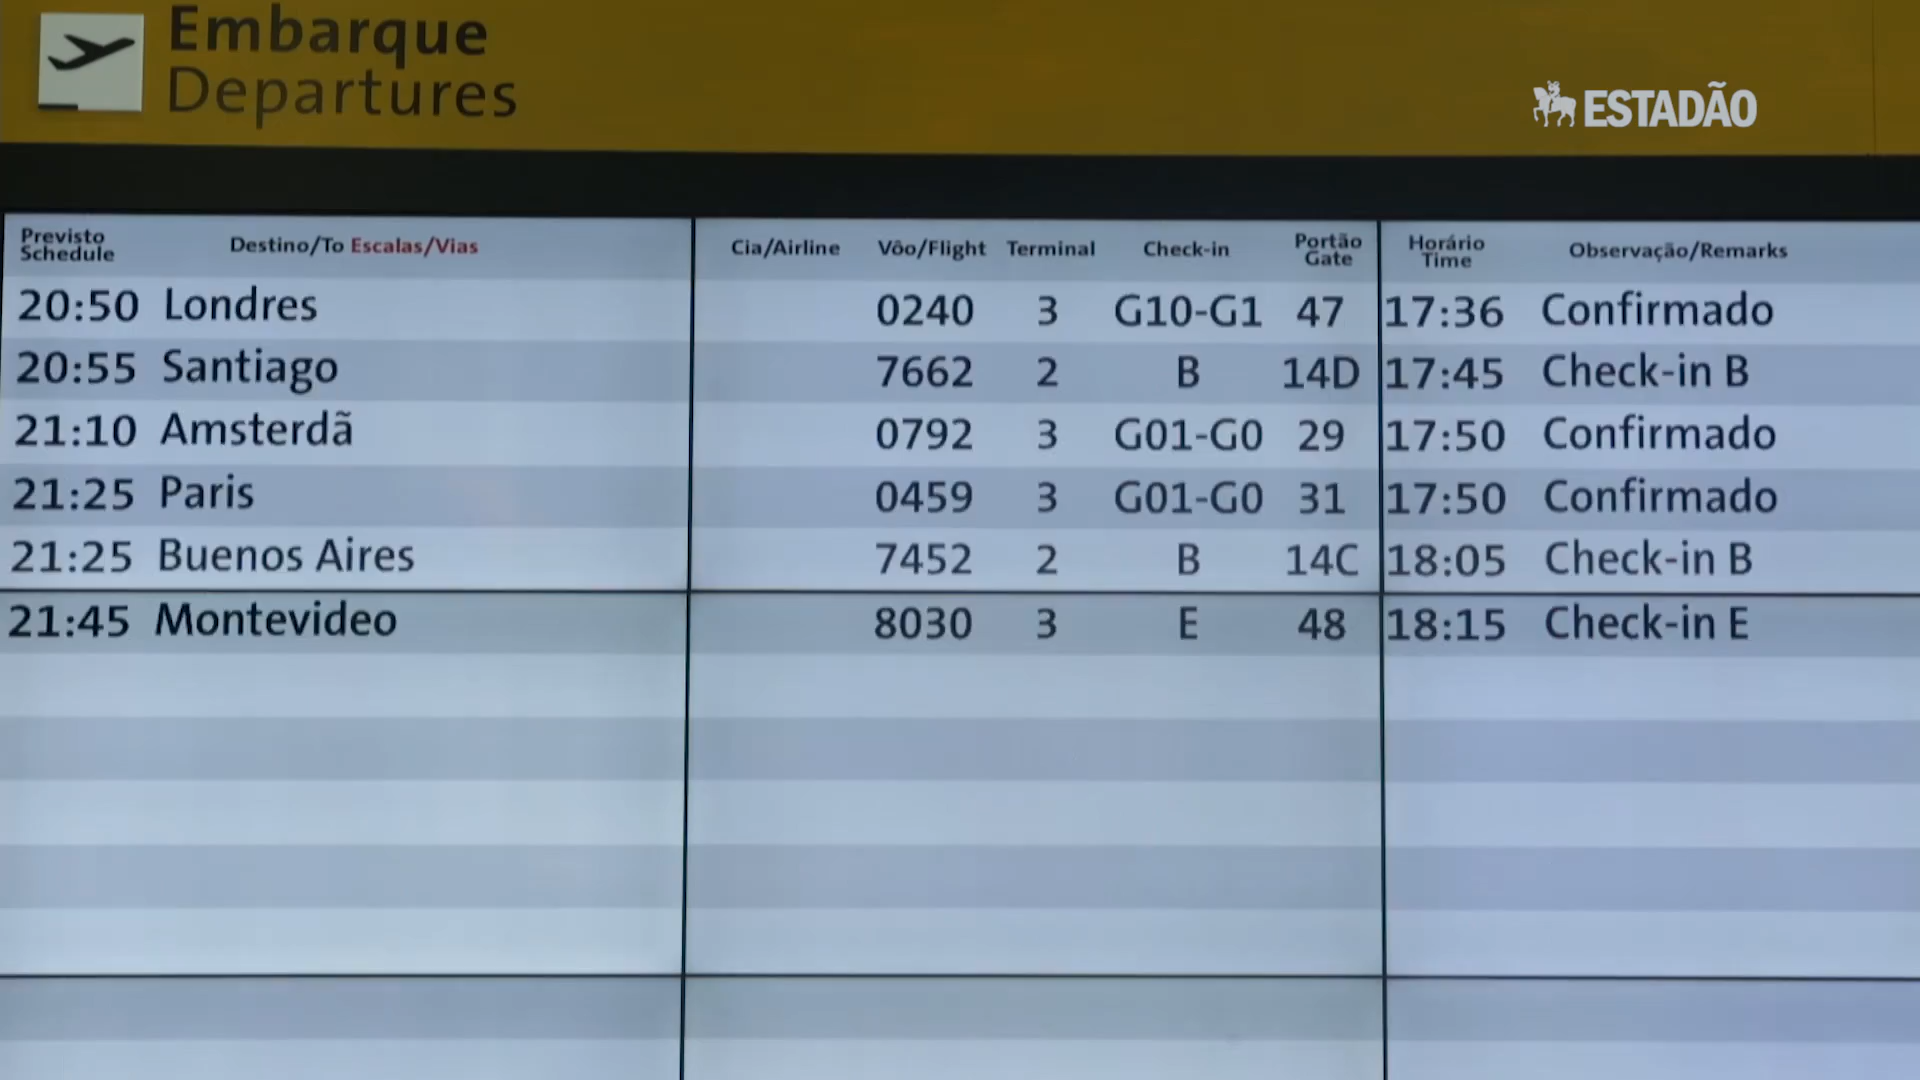 Embarque
Departures
ESTADÃO
Previsto Schedule Destino/To Escalas/Vias Cia/Airline Vôo/Flight Terminal Check-in Portão Gate Horário Time Observação/Remarks
20:50 Londres 0240 3 G10-G1 47 17:36 Confirmado
20:55 Santiago 7662 2 B 14D 17:45 Check-in B
21:10 Amsterdã 0792 3 G01-G0 29 17:50 Confirmado
21:25 Paris 0459 3 G01-G0 31 17:50 Confirmado
21:25 Buenos Aires 7452 2 B 14C 18:05 Check-in B
21:45 Montevideo 8030 3 E 48 18:15 Check-in E